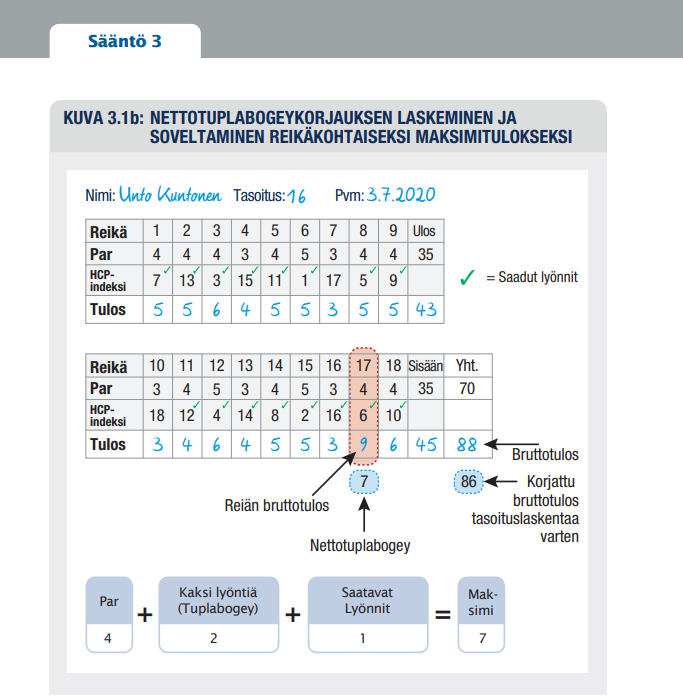 Sääntö 3
KUVA 3.1b: NETTOTUPLABOGEYKORJAUKSEN LASKEMINEN JA
SOVELTAMINEN REIKÄKOHTAISEKSI MAKSIMITULOKSEKSI
Nimi: Unto Kuntonen Tasoitus: 16 Pvm: 3.7.2020
Reikä 1 2 3 4 5 6 7 8 9 Ulos
Par 4 4 4 3 4 5 3 4 4 35
HCP-
indeksi 7✓ 13✓ 3✓ 15✓ 11✓ 1✓ 17 5✓ 9✓
Tulos 5 5 6 4 5 5 3 5 5 43
✓ = Saadut lyönnit
Reikä 10 11 12 13 14 15 16 17 18 Sisään Yht.
Par 3 4 5 3 4 5 3 4 4 35 70
HCP-
indeksi 18 12✓ 4✓ 14✓ 8✓ 2✓ 16✓ 6✓ 10✓
Tulos 3 4 6 4 5 5 3 9 6 45 88
Bruttotulos
7
86
Korjattu
bruttotulos
tasoituslaskentaa
varten
Reiän bruttotulos
Nettotuplabogey
Par
4
+
Kaksi lyöntiä
(Tuplabogey)
2
+
Saatavat
Lyönnit
1
=
Mak-
simi
7